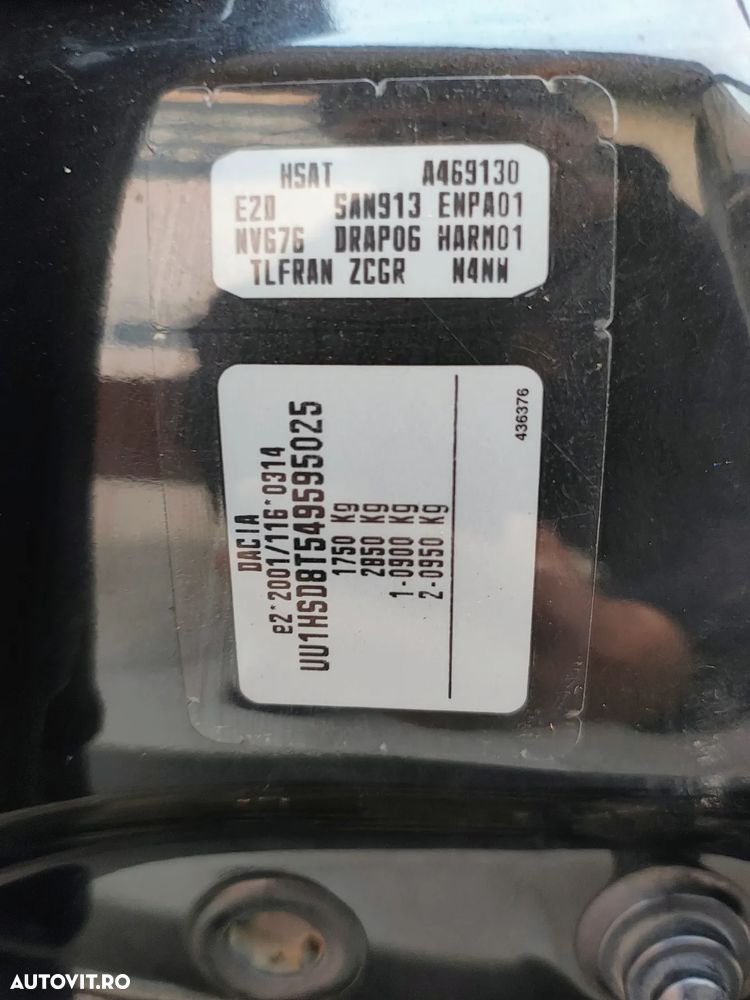 HSAT A469130
E2D SAN913 ENPA01
NV676 DRAP06 HARM01
TLFRAN ZCGR N4NW
DACIA
e2*2001/116*0314
UU1HSD8T549595025
1750 Kg
2850 Kg
1-0900 Kg
2-0950 Kg
436376
AUTOVIT.RO